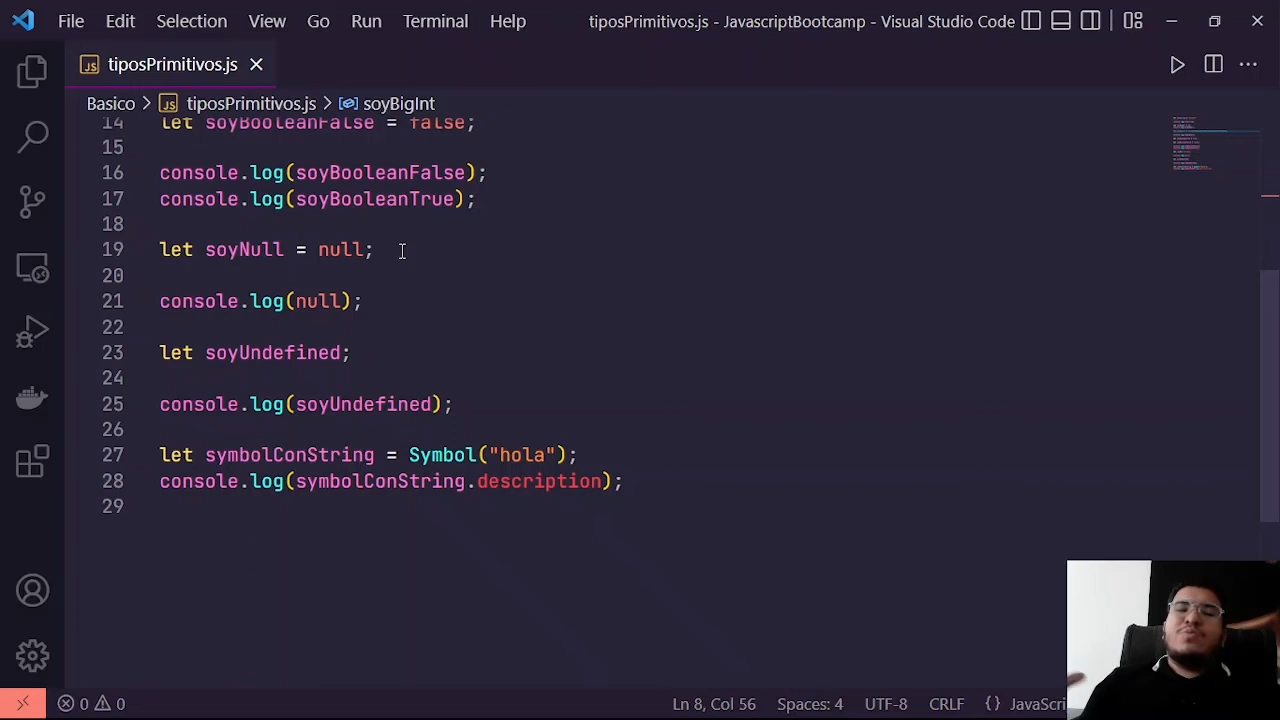 File Edit Selection View Go Run Terminal Help tiposPrimitivos.js - JavascriptBootcamp - Visual Studio Code
JS tiposPrimitivos.js
Basico > JS tiposPrimitivos.js > soyBigInt
14 let soyBooleanFalse = false;
15
16 console.log(soyBooleanFalse);
17 console.log(soyBooleanTrue);
18
19 let soyNull = null;
20
21 console.log(null);
22
23 let soyUndefined;
24
25 console.log(soyUndefined);
26
27 let symbolConString = Symbol("hola");
28 console.log(symbolConString.description);
29
0 0 Ln 8, Col 56 Spaces: 4 UTF-8 CRLF {} JavaScri